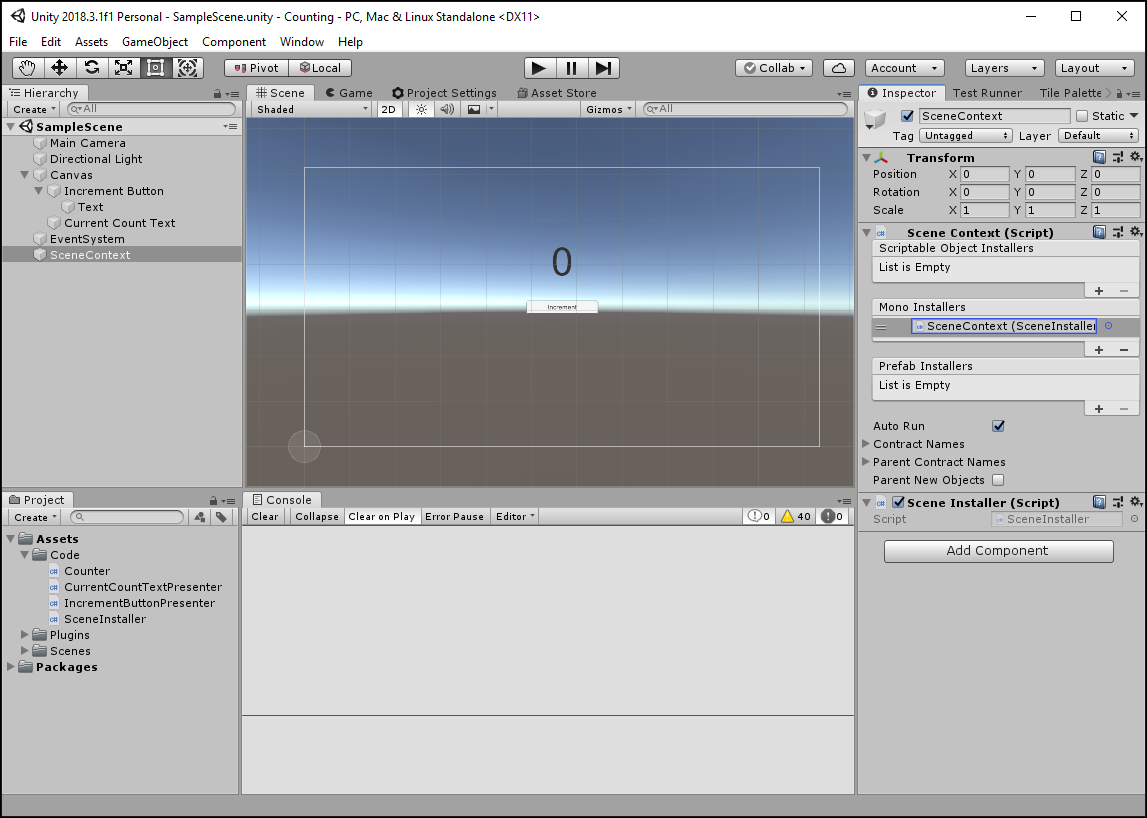 Unity 2018.3.1f1 Personal - SampleScene.unity - Counting - PC, Mac & Linux Standalone <DX11>
File Edit Assets GameObject Component Window Help
Pivot Local Collab Account Layers Layout
Hierarchy
Create All
SampleScene
Main Camera
Directional Light
Canvas
Increment Button
Text
Current Count Text
EventSystem
SceneContext
Scene Game Project Settings Asset Store
Shaded 2D Gizmos All
0
Increment
Inspector Test Runner Tile Palette
SceneContext Static
Tag Untagged Layer Default
Transform
Position X 0 Y 0 Z 0
Rotation X 0 Y 0 Z 0
Scale X 1 Y 1 Z 1
Scene Context (Script)
Scriptable Object Installers
List is Empty
+ −
Mono Installers
SceneContext (SceneInstaller
+ −
Prefab Installers
List is Empty
+ −
Auto Run
Contract Names
Parent Contract Names
Parent New Objects
Scene Installer (Script)
Script SceneInstaller
Add Component
Project
Create
Assets
Code
Counter
CurrentCountTextPresenter
IncrementButtonPresenter
SceneInstaller
Plugins
Scenes
Packages
Console
Clear Collapse Clear on Play Error Pause Editor 0 40 0